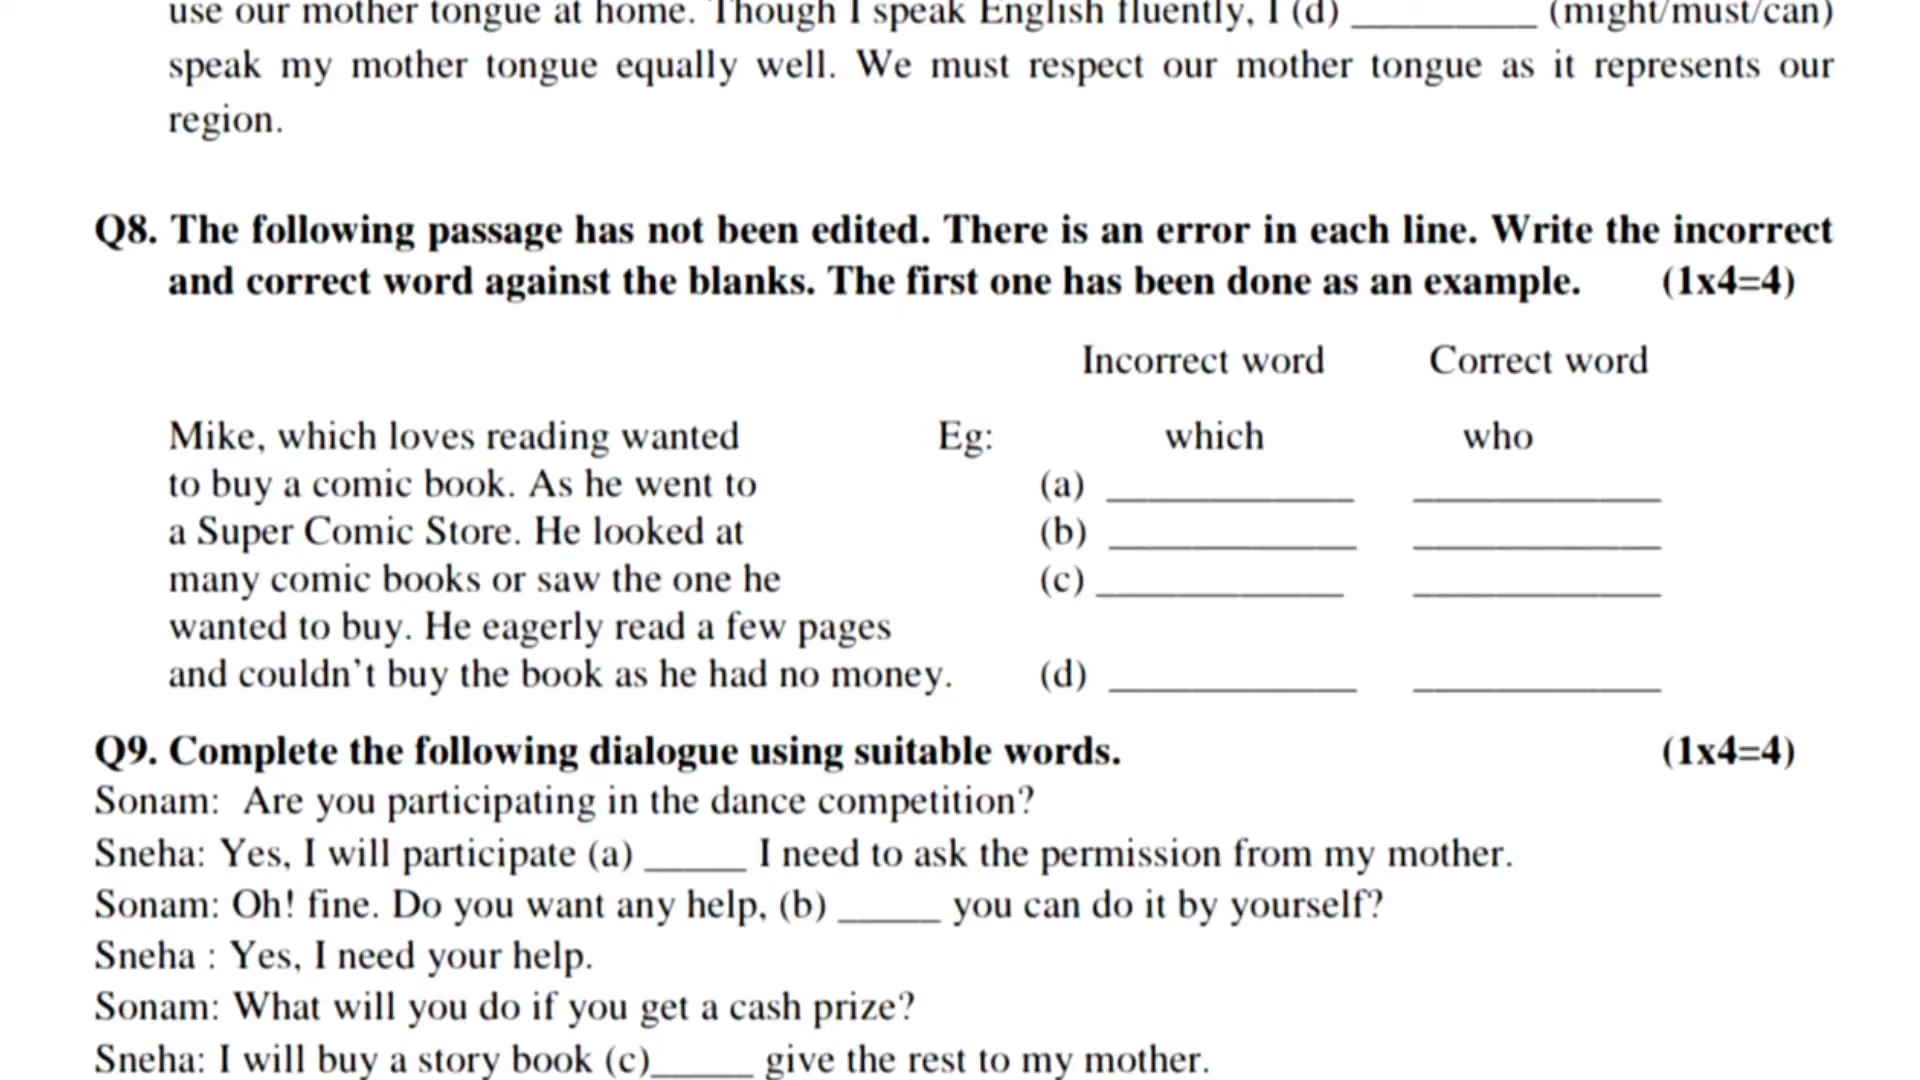 use our mother tongue at home. Though I speak English fluently, I (d) _________ (might/must/can)
speak my mother tongue equally well. We must respect our mother tongue as it represents our
region.
Q8. The following passage has not been edited. There is an error in each line. Write the incorrect
and correct word against the blanks. The first one has been done as an example. (1x4=4)
Incorrect word Correct word
Mike, which loves reading wanted Eg: which who
to buy a comic book. As he went to (a) ____________ ____________
a Super Comic Store. He looked at (b) ____________ ____________
many comic books or saw the one he (c) ____________ ____________
wanted to buy. He eagerly read a few pages
and couldn't buy the book as he had no money. (d) ____________ ____________
Q9. Complete the following dialogue using suitable words. (1x4=4)
Sonam: Are you participating in the dance competition?
Sneha: Yes, I will participate (a) _____ I need to ask the permission from my mother.
Sonam: Oh! fine. Do you want any help, (b) _____ you can do it by yourself?
Sneha : Yes, I need your help.
Sonam: What will you do if you get a cash prize?
Sneha: I will buy a story book (c)_____ give the rest to my mother.